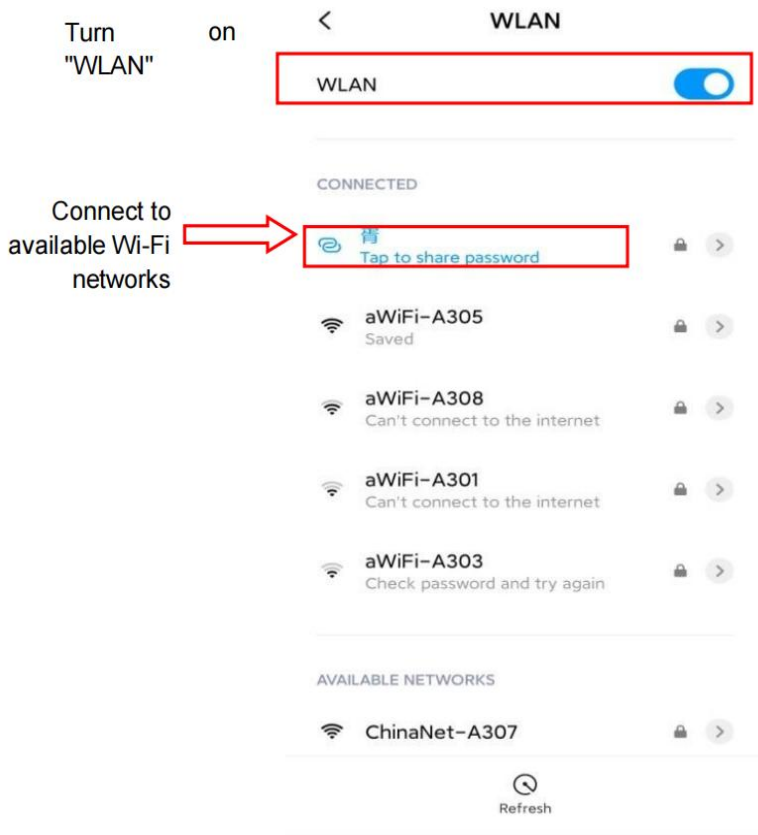 Turn on
"WLAN"
Connect to
available Wi-Fi
networks
WLAN
WLAN
CONNECTED
Tap to share password
aWiFi-A305
Saved
aWiFi-A308
Can't connect to the internet
aWiFi-A301
Can't connect to the internet
aWiFi-A303
Check password and try again
AVAILABLE NETWORKS
ChinaNet-A307
Refresh